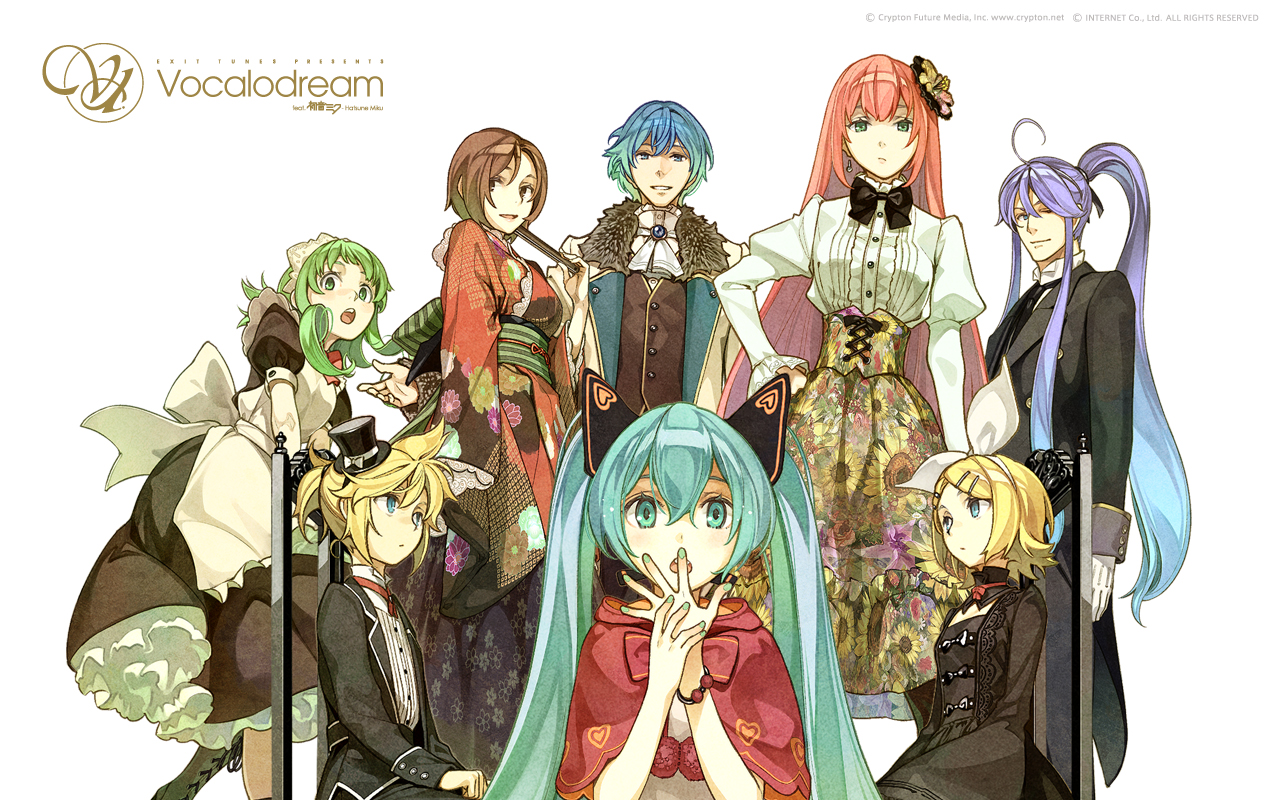 © Crypton Future Media, Inc. www.crypton.net © INTERNET Co., Ltd. ALL RIGHTS RESERVED
EXIT TUNES PRESENTS
Vocalodream
feat. 初音ミク - Hatsune Miku